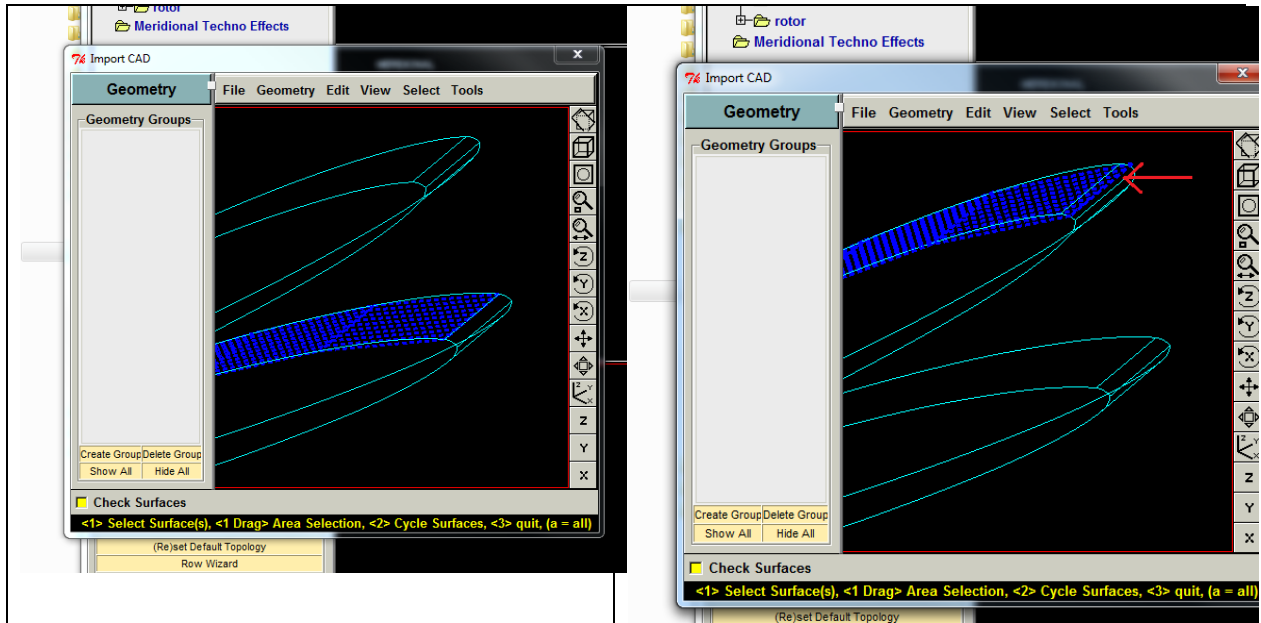 rotor
Meridional Techno Effects
Import CAD
Geometry
File Geometry Edit View Select Tools
Geometry Groups
Create Group Delete Group
Show All Hide All
Check Surfaces
<1> Select Surface(s), <1 Drag> Area Selection, <2> Cycle Surfaces, <3> quit, (a = all)
(Re)set Default Topology
Row Wizard
Z
Y
X
Z Y
X
Z
Y
X
rotor
Meridional Techno Effects
Import CAD
Geometry
File Geometry Edit View Select Tools
Geometry Groups
Create Group Delete Group
Show All Hide All
Check Surfaces
<1> Select Surface(s), <1 Drag> Area Selection, <2> Cycle Surfaces, <3> quit, (a = all)
(Re)set Default Topology
Z
Y
X
Z Y
X
Z
Y
X